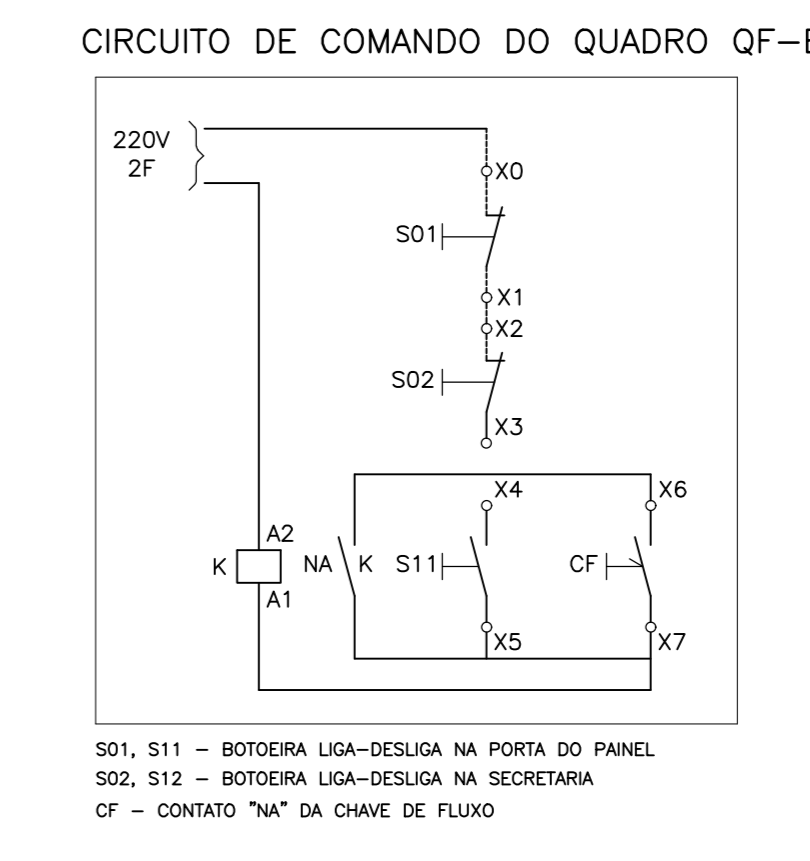 CIRCUITO DE COMANDO DO QUADRO
220V
2F
X0
S01
X1
X2
S02
X3
X4
X6
A2
K
NA
K
S11
CF
A1
X5
X7
S01, S11 – BOTOEIRA LIGA–DESLIGA NA PORTA DO PAINEL
S02, S12 – BOTOEIRA LIGA–DESLIGA NA SECRETARIA
CF – CONTATO "NA" DA CHAVE DE FLUXO